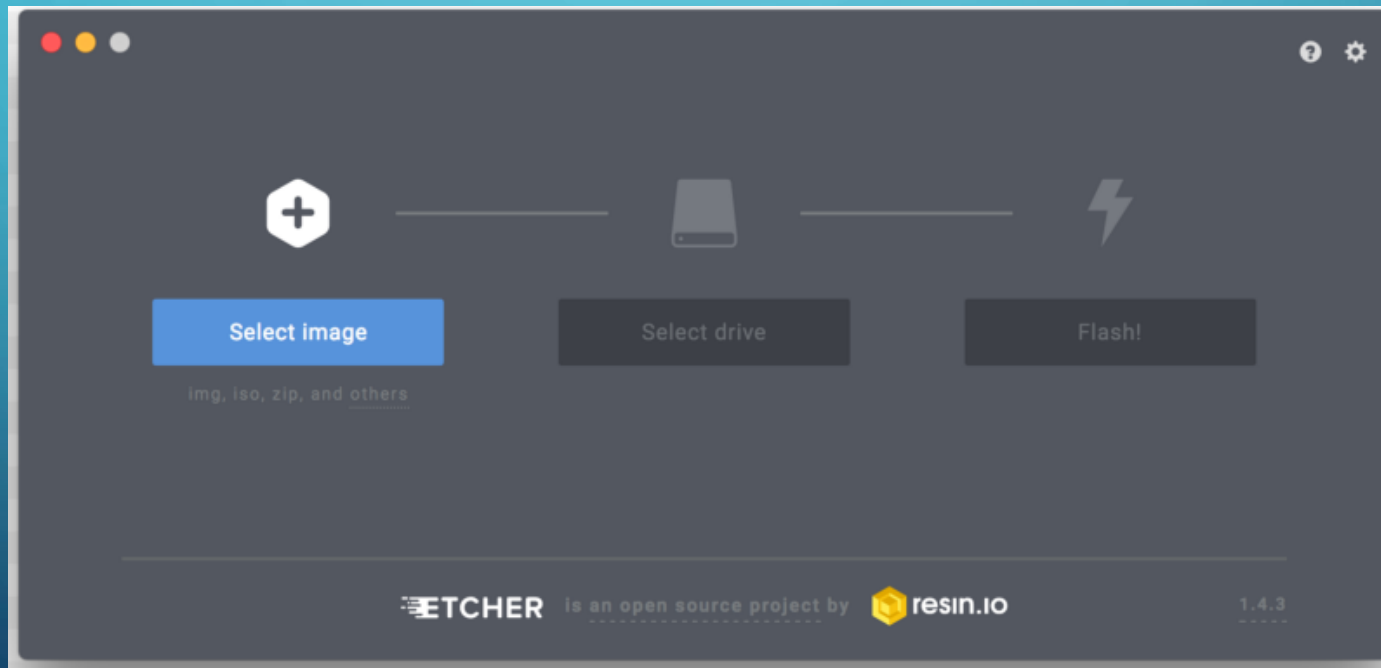 Select image
Select drive
Flash!
img, iso, zip, and others
ETCHER is an open source project by resin.io
1.4.3